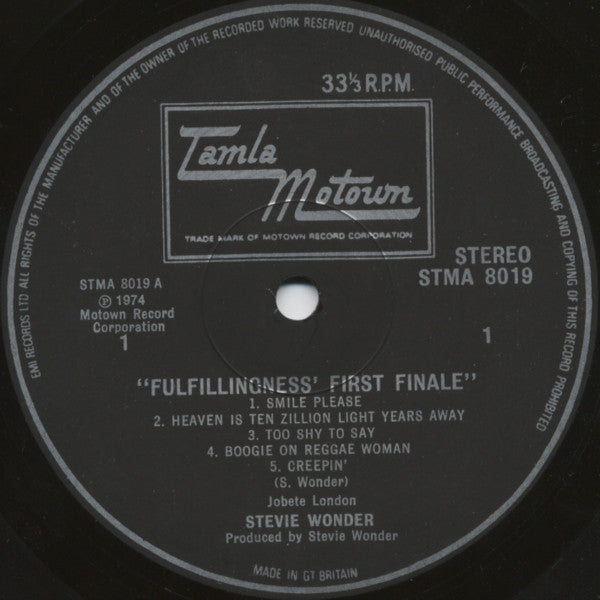 EMI RECORDS LTD ALL RIGHTS OF THE MANUFACTURER AND OF THE OWNER OF THE RECORDED WORK RESERVED UNAUTHORISED PUBLIC PERFORMANCE BROADCASTING AND COPYING OF THIS RECORD PROHIBITED
33⅓ R.P.M.
Tamla
Motown
TRADE MARK OF MOTOWN RECORD CORPORATION
STEREO
STMA 8019
STMA 8019 A
Ⓟ 1974
Motown Record
Corporation
1
1
"FULFILLINGNESS' FIRST FINALE"
1. SMILE PLEASE
2. HEAVEN IS TEN ZILLION LIGHT YEARS AWAY
3. TOO SHY TO SAY
4. BOOGIE ON REGGAE WOMAN
5. CREEPIN'
(S. Wonder)
Jobete London
STEVIE WONDER
Produced by Stevie Wonder
MADE IN GT BRITAIN